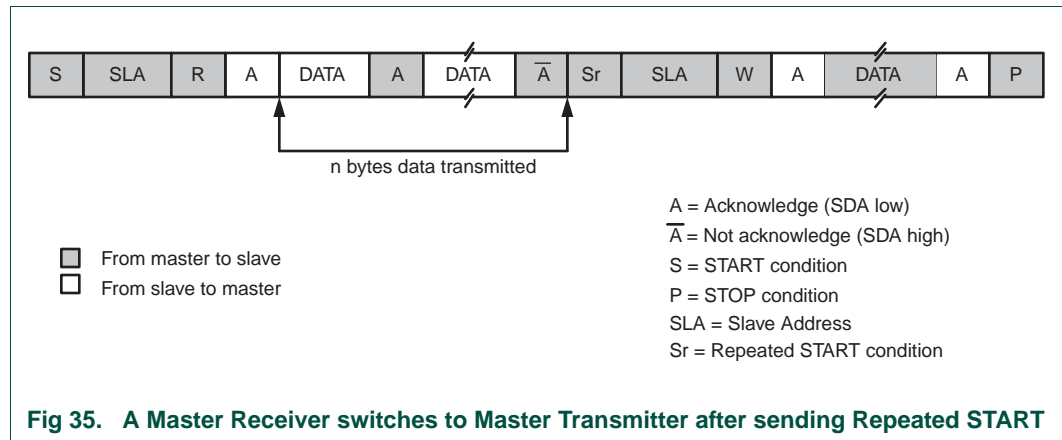 S SLA R A DATA A DATA A̅ Sr SLA W A DATA A P
n bytes data transmitted
From master to slave
From slave to master
A = Acknowledge (SDA low)
A̅ = Not acknowledge (SDA high)
S = START condition
P = STOP condition
SLA = Slave Address
Sr = Repeated START condition
Fig 35. A Master Receiver switches to Master Transmitter after sending Repeated START